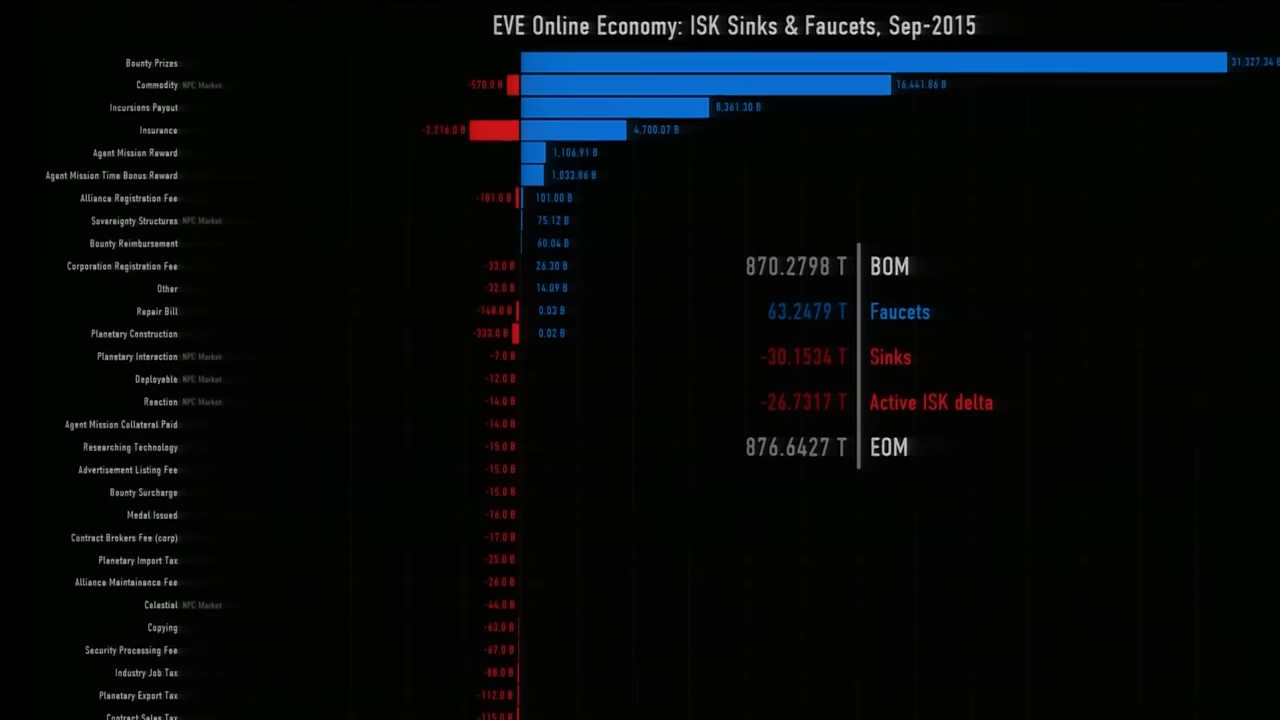 EVE Online Economy: ISK Sinks & Faucets, Sep-2015
Bounty Prizes 31,327.34 B
Commodity NPC Market -570.0 B 16,441.86 B
Incursions Payout 8,361.30 B
Insurance -2,216.0 B 4,700.07 B
Agent Mission Reward 1,106.91 B
Agent Mission Time Bonus Reward 1,033.86 B
Alliance Registration Fee B 101.00 B
Sovereignty Structures NPC Market 75.12 B
Bounty Reimbursement 60.04 B
870.2798 T BOM
Corporation Registration Fee -33.0 B 26.30 B
Other -32.0 B 14.09 B
63.2479 T Faucets
Repair Bill B 0.03 B
Planetary Construction -333.0 B 0.02 B
Planetary Interaction NPC Market -7.0 B
-30.1534 T Sinks
Deployable NPC Market -12.0 B
Reaction NPC Market -14.0 B
-26.7317 T Active ISK delta
Agent Mission Collateral Paid -14.0 B
Researching Technology -15.0 B
876.6427 T EOM
Advertisement Listing Fee -15.0 B
Bounty Surcharge -15.0 B
Medal Issued -16.0 B
Contract Brokers Fee (corp) -17.0 B
Planetary Import Tax -25.0 B
Alliance Maintainance Fee -26.0 B
Celestial NPC Market -44.0 B
Copying -63.0 B
Security Processing Fee -67.0 B
Industry Job Tax B
Planetary Export Tax -112.0 B
Contract Sales Tax -115.0 B